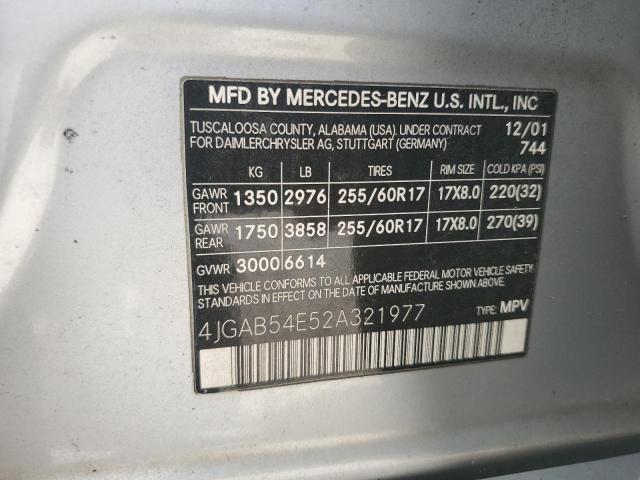 MFD BY MERCEDES-BENZ U.S. INTL., INC
TUSCALOOSA COUNTY, ALABAMA (USA). UNDER CONTRACT 12/01
FOR DAIMLERCHRYSLER AG, STUTTGART (GERMANY) 744
KG LB TIRES RIM SIZE COLD KPA (PSI)
GAWR FRONT 1350 2976 255/60R17 17X8.0 220(32)
GAWR REAR 1750 3858 255/60R17 17X8.0 270(39)
GVWR 3000 6614
THIS VEHICLE CONFORMS TO ALL APPLICABLE FEDERAL MOTOR VEHICLE SAFETY
STANDARDS IN EFFECT ON THE DATE OF MANUFACTURE SHOWN ABOVE
4JGAB54E52A321977 TYPE: MPV